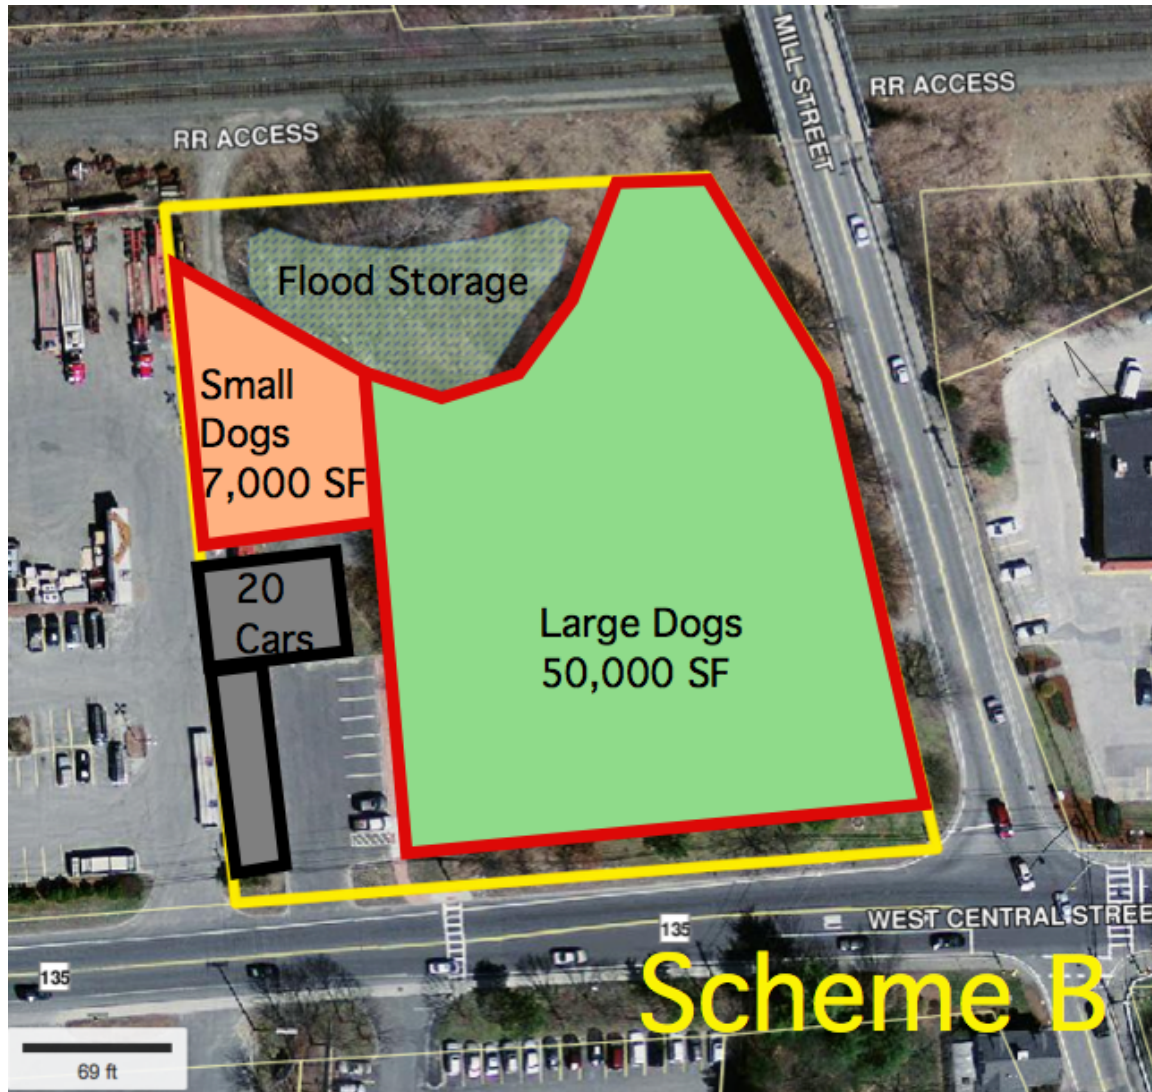 MILL STREET
RR ACCESS
RR ACCESS
Flood Storage
Small
Dogs
7,000 SF
20
Cars
Large Dogs
50,000 SF
WEST CENTRAL STREE
135
135
Scheme B
69 ft